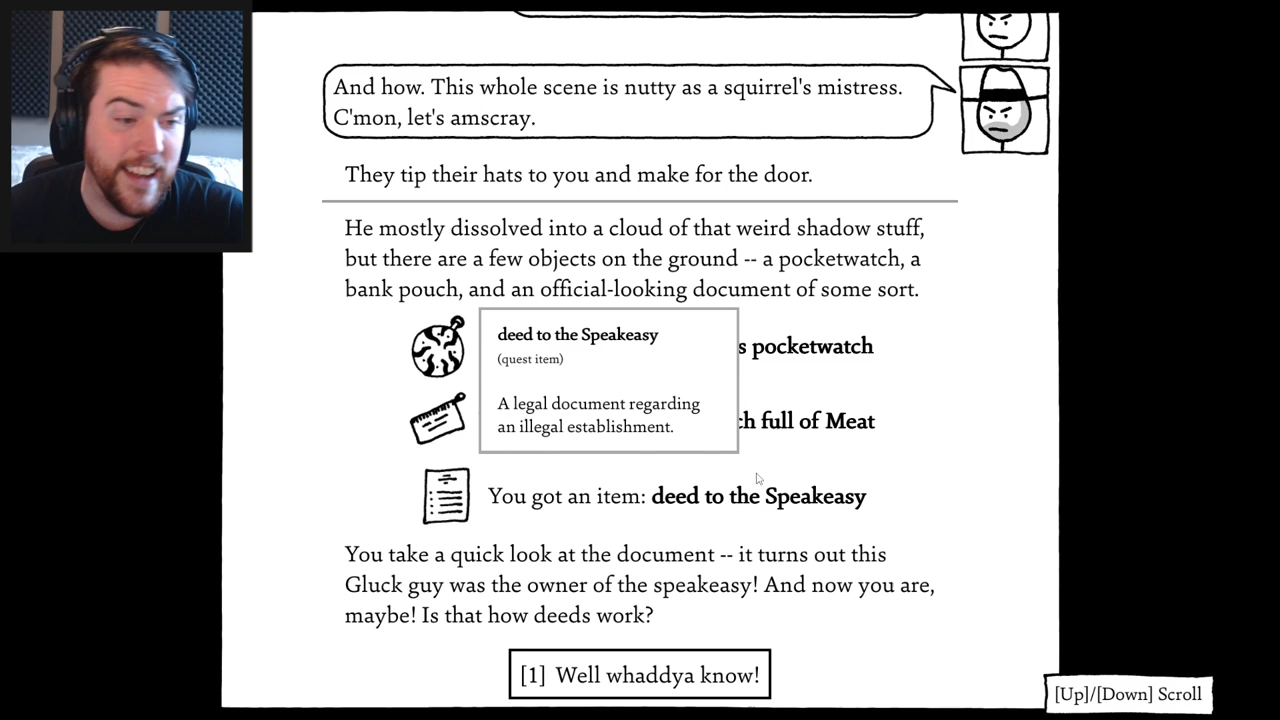 And how. This whole scene is nutty as a squirrel's mistress.
C'mon, let's amscray.
They tip their hats to you and make for the door.
He mostly dissolved into a cloud of that weird shadow stuff,
but there are a few objects on the ground -- a pocketwatch, a
bank pouch, and an official-looking document of some sort.
deed to the Speakeasy
(quest item)
A legal document regarding
an illegal establishment.
pocketwatch
full of Meat
You got an item: deed to the Speakeasy
You take a quick look at the document -- it turns out this
Gluck guy was the owner of the speakeasy! And now you are,
maybe! Is that how deeds work?
[1] Well whaddya know!
[Up]/[Down] Scroll